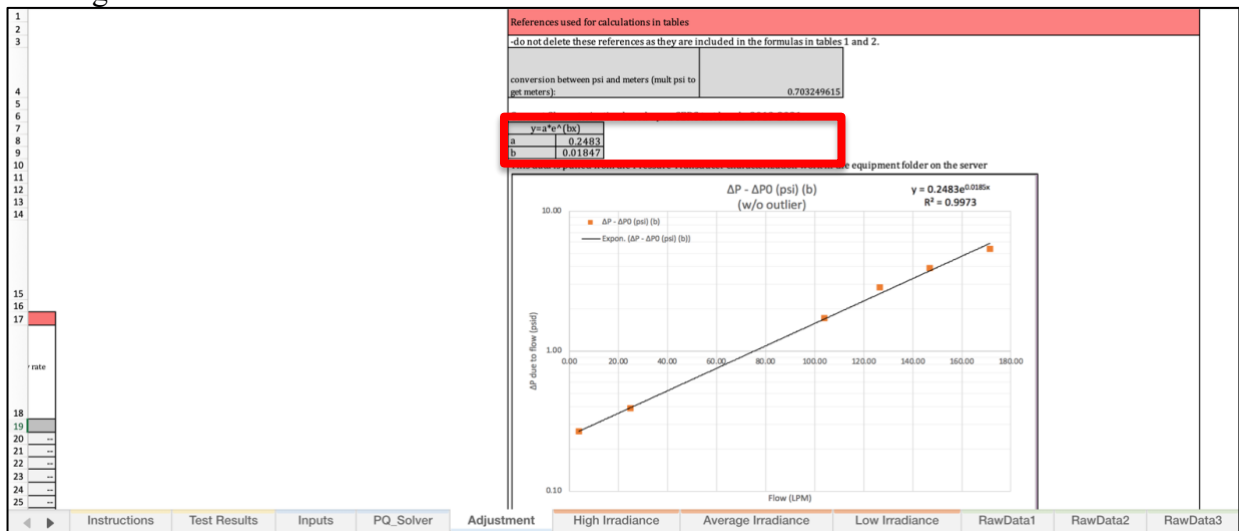 1
2
3
4
5
6
7
8
9
10
11
12
13
14
15
16
17
18
19
20
21
22
23
24
25
rate
--
--
--
--
--
--
References used for calculations in tables
-do not delete these references as they are included in the formulas in tables 1 and 2.
conversion between psi and meters (mult psi to get meters): 0.703249615
y=a*e^(bx)
a 0.2483
b 0.01847
equipment folder on the server
ΔP - ΔP0 (psi) (b)
(w/o outlier)
y = 0.2483e^0.0185x
R² = 0.9973
ΔP - ΔP0 (psi) (b)
Expon. (ΔP - ΔP0 (psi) (b))
10.00
1.00
0.10
0.00 20.00 40.00 60.00 80.00 100.00 120.00 140.00 160.00 180.00
ΔP due to flow (psid)
Flow (LPM)
Instructions Test Results Inputs PQ_Solver Adjustment High Irradiance Average Irradiance Low Irradiance RawData1 RawData2 RawData3